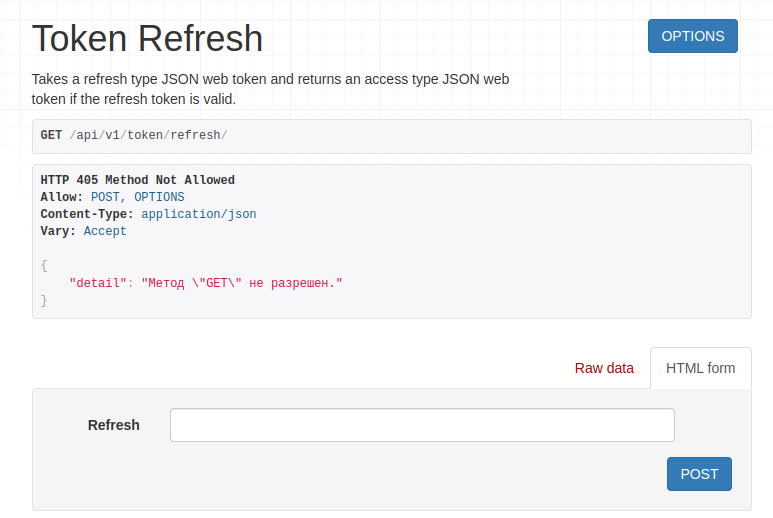 Token Refresh
OPTIONS
Takes a refresh type JSON web token and returns an access type JSON web
token if the refresh token is valid.
GET /api/v1/token/refresh/
HTTP 405 Method Not Allowed
Allow: POST, OPTIONS
Content-Type: application/json
Vary: Accept
{
    "detail": "Метод \"GET\" не разрешен."
}
Raw data
HTML form
Refresh
POST